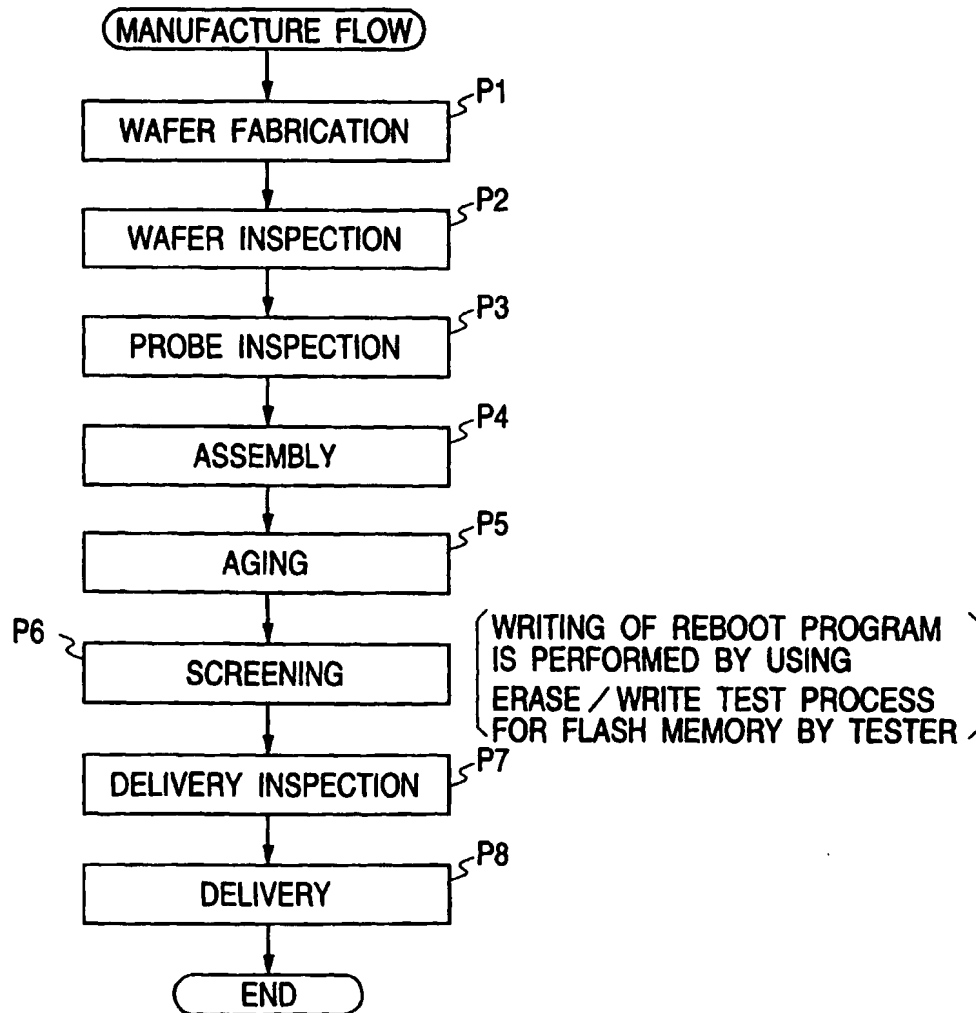 MANUFACTURE FLOW
P1
WAFER FABRICATION
P2
WAFER INSPECTION
P3
PROBE INSPECTION
P4
ASSEMBLY
P5
AGING
P6
SCREENING
WRITING OF REBOOT PROGRAM
IS PERFORMED BY USING
ERASE / WRITE TEST PROCESS
FOR FLASH MEMORY BY TESTER
P7
DELIVERY INSPECTION
P8
DELIVERY
END